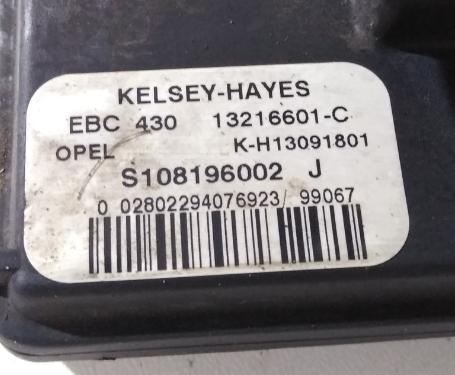 KELSEY-HAYES
EBC 430 13216601-C
OPEL K-H13091801
S108196002 J
0 02802294076923/ 99067